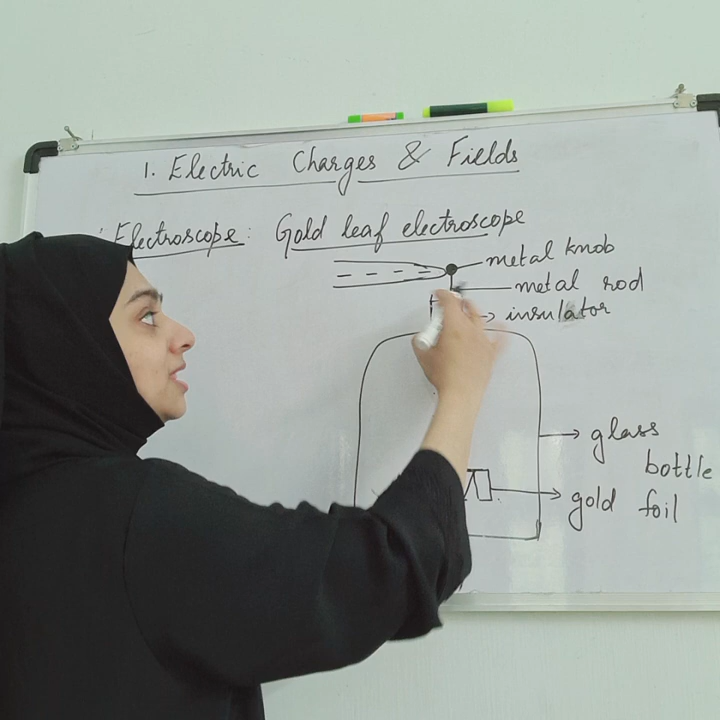 1. Electric Charges & Fields
Electroscope: Gold leaf electroscope
metal knob
metal rod
insulator
glass
bottle
gold foil